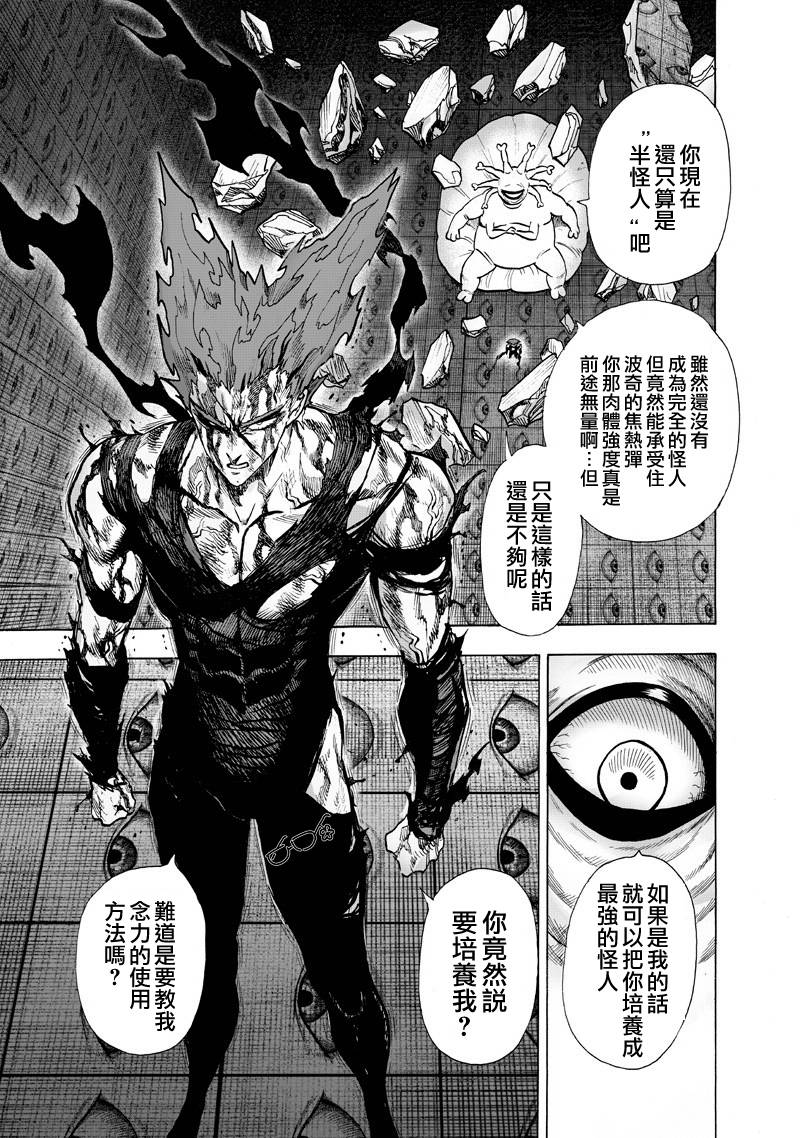 你現在
還只算是
”半怪人“吧
雖然還沒有
成為完全的怪人
但竟然能承受住
波奇的焦熱彈
你那肉體強度真是
前途無量啊…但
只是這樣的話
還是不夠呢
如果是我的話
就可以把你培養成
最強的怪人
你竟然說
要培養我？
難道是要教我
念力的使用
方法嗎？